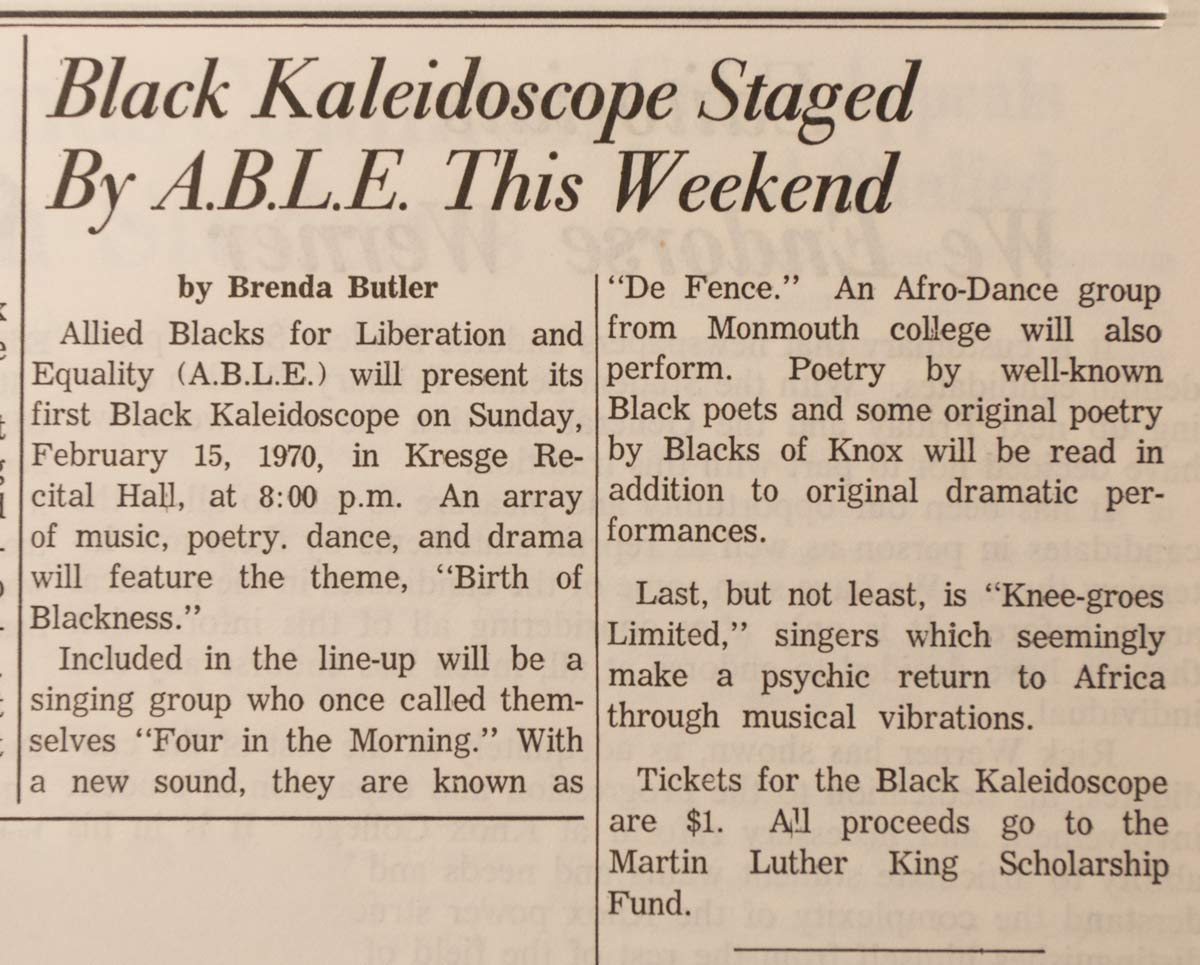 Black Kaleidoscope Staged
By A.B.L.E. This Weekend
by Brenda Butler
Allied Blacks for Liberation and
Equality (A.B.L.E.) will present its
first Black Kaleidoscope on Sunday,
February 15, 1970, in Kresge Re-
cital Hall, at 8:00 p.m. An array
of music, poetry. dance, and drama
will feature the theme, “Birth of
Blackness.”
Included in the line-up will be a
singing group who once called them-
selves “Four in the Morning.” With
a new sound, they are known as
“De Fence.” An Afro-Dance group
from Monmouth college will also
perform. Poetry by well-known
Black poets and some original poetry
by Blacks of Knox will be read in
addition to original dramatic per-
formances.
Last, but not least, is “Knee-groes
Limited,” singers which seemingly
make a psychic return to Africa
through musical vibrations.
Tickets for the Black Kaleidoscope
are $1. All proceeds go to the
Martin Luther King Scholarship
Fund.